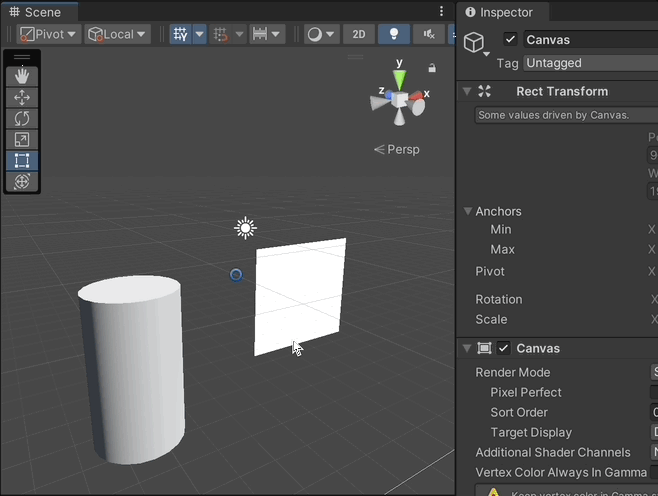 Scene
Pivot
Local
2D
y
z
x
Persp
Inspector
Canvas
Tag Untagged
Rect Transform
Some values driven by Canvas.
Anchors
Min X
Max X
Pivot X
Rotation X
Scale X
Canvas
Render Mode
Pixel Perfect
Sort Order
Target Display
Additional Shader Channels
Vertex Color Always In Gamma